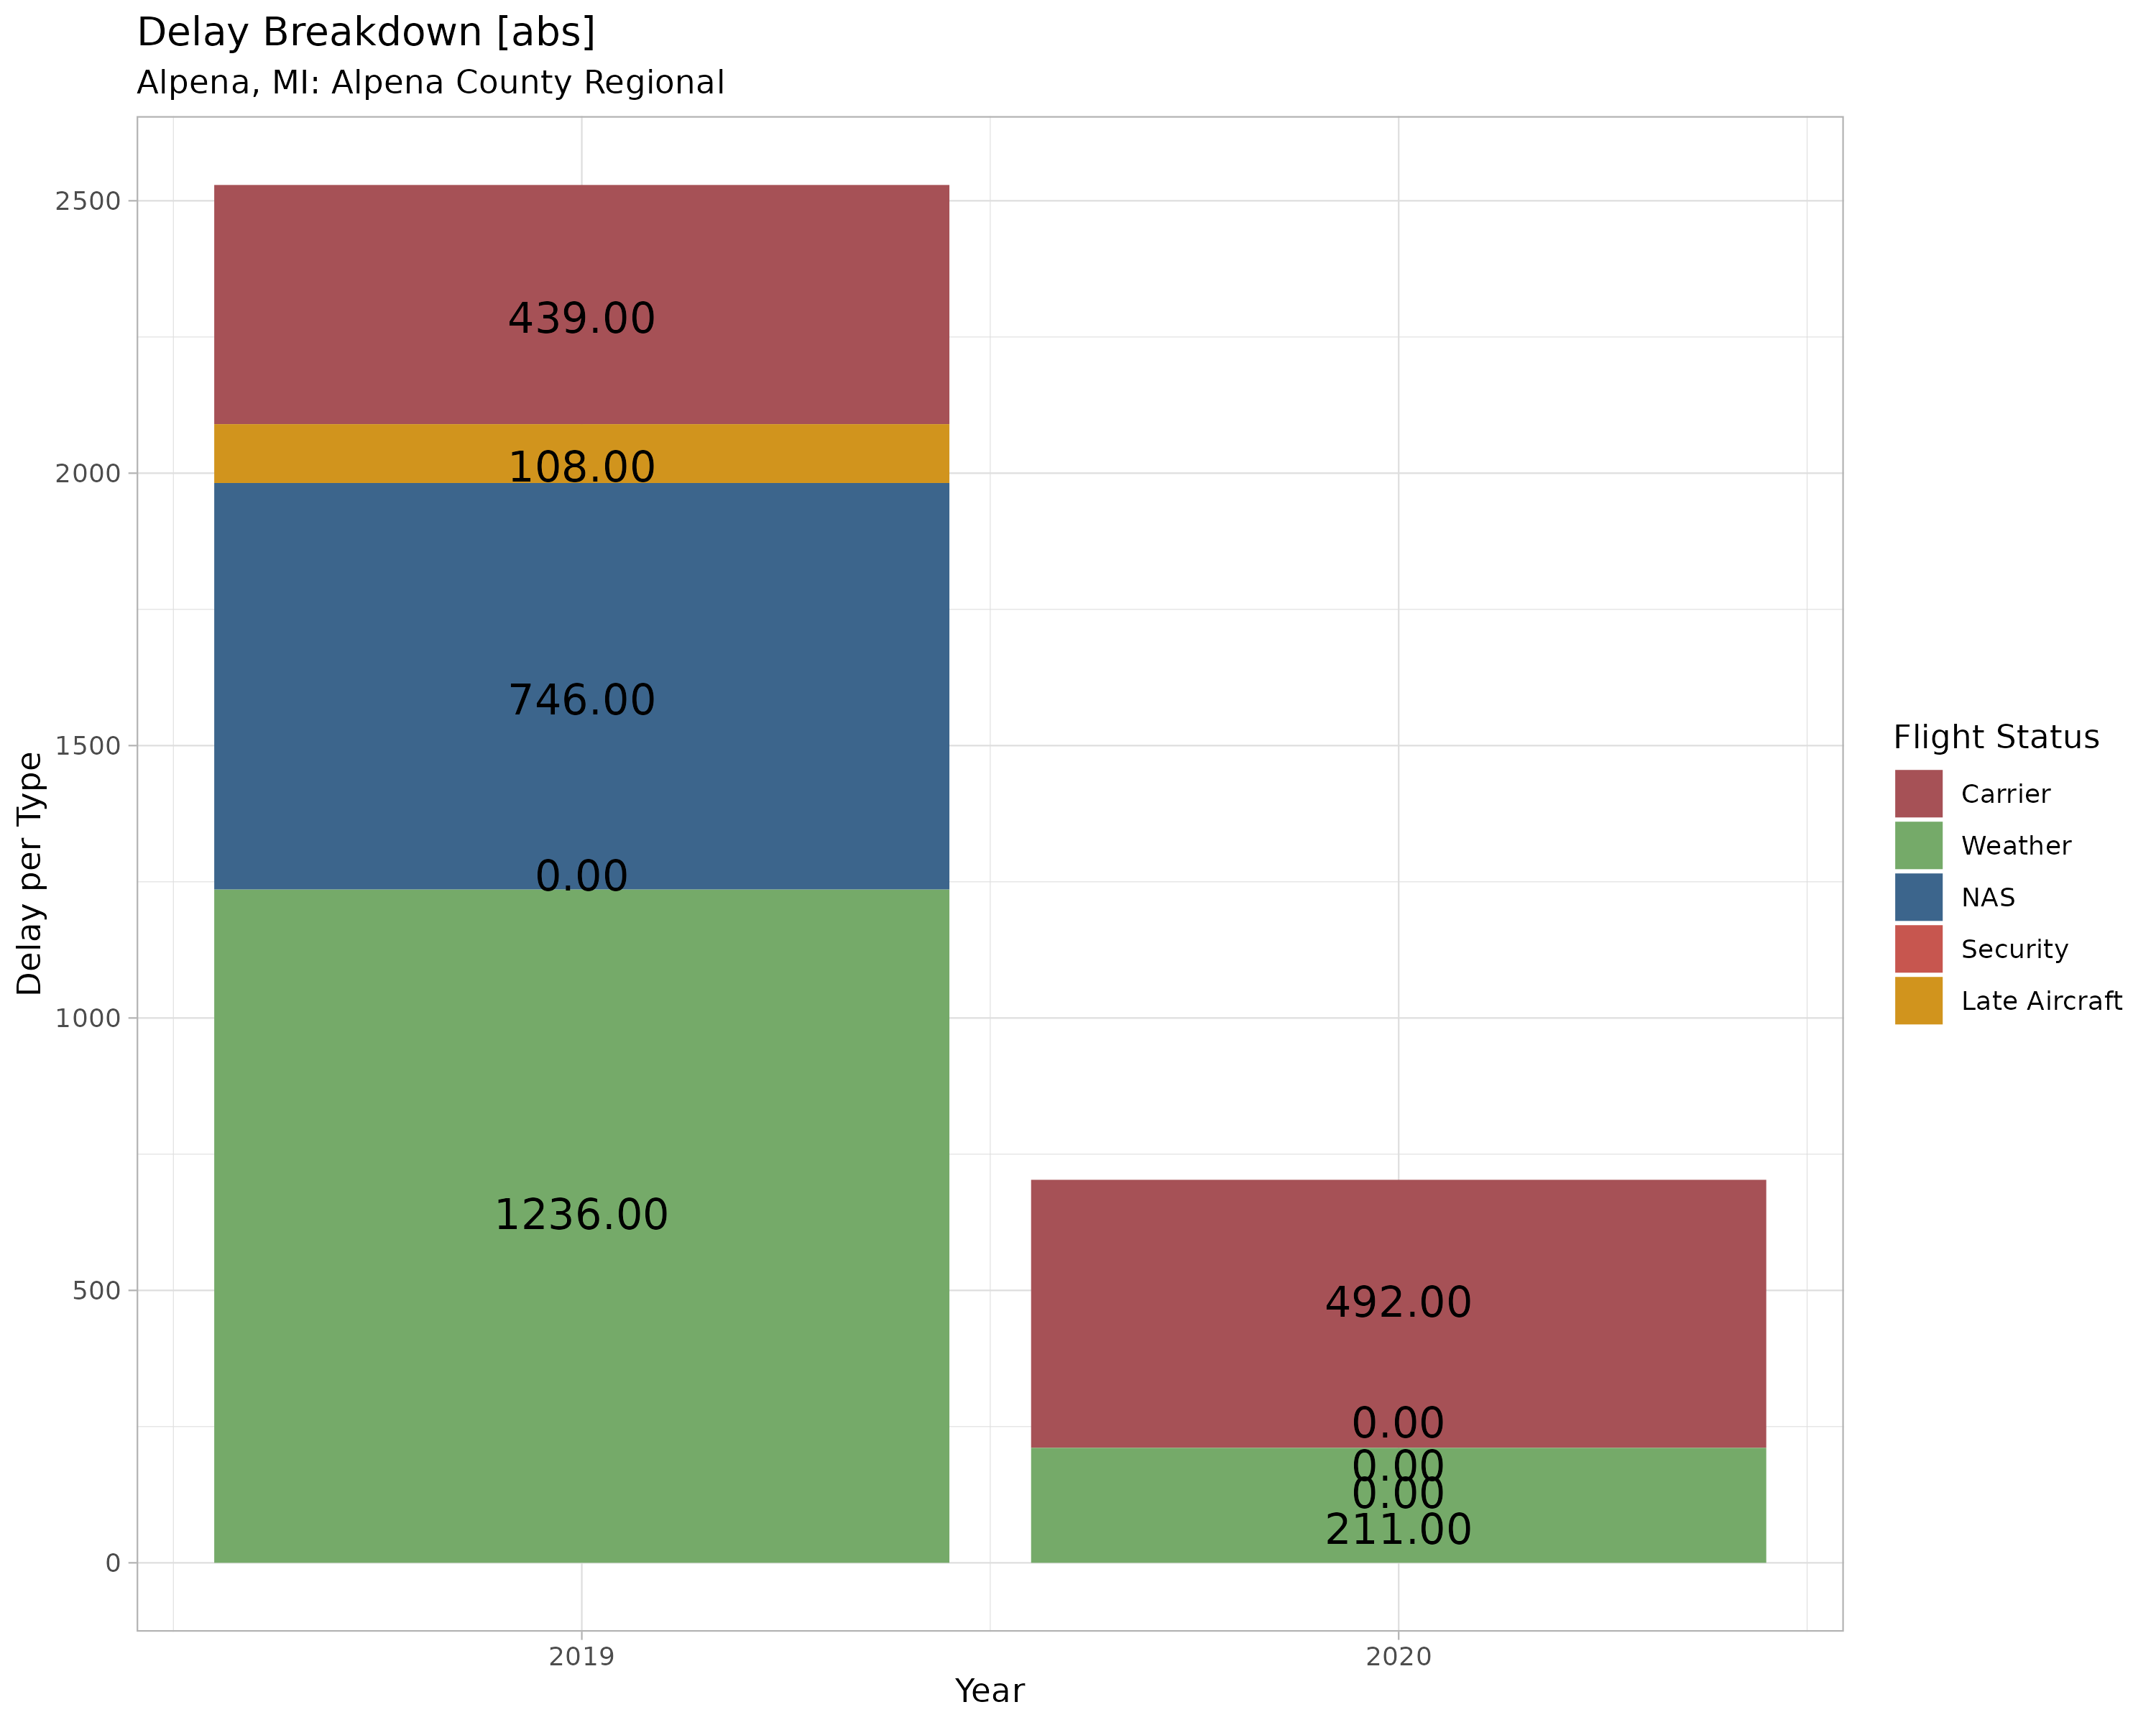 Delay Breakdown [abs]
Alpena, MI: Alpena County Regional
Delay per Type
2500
2000
1500
1000
500
0
439.00
108.00
746.00
0.00
1236.00
492.00
0.00
0.00
0.00
211.00
2019
2020
Year
Flight Status
Carrier
Weather
NAS
Security
Late Aircraft